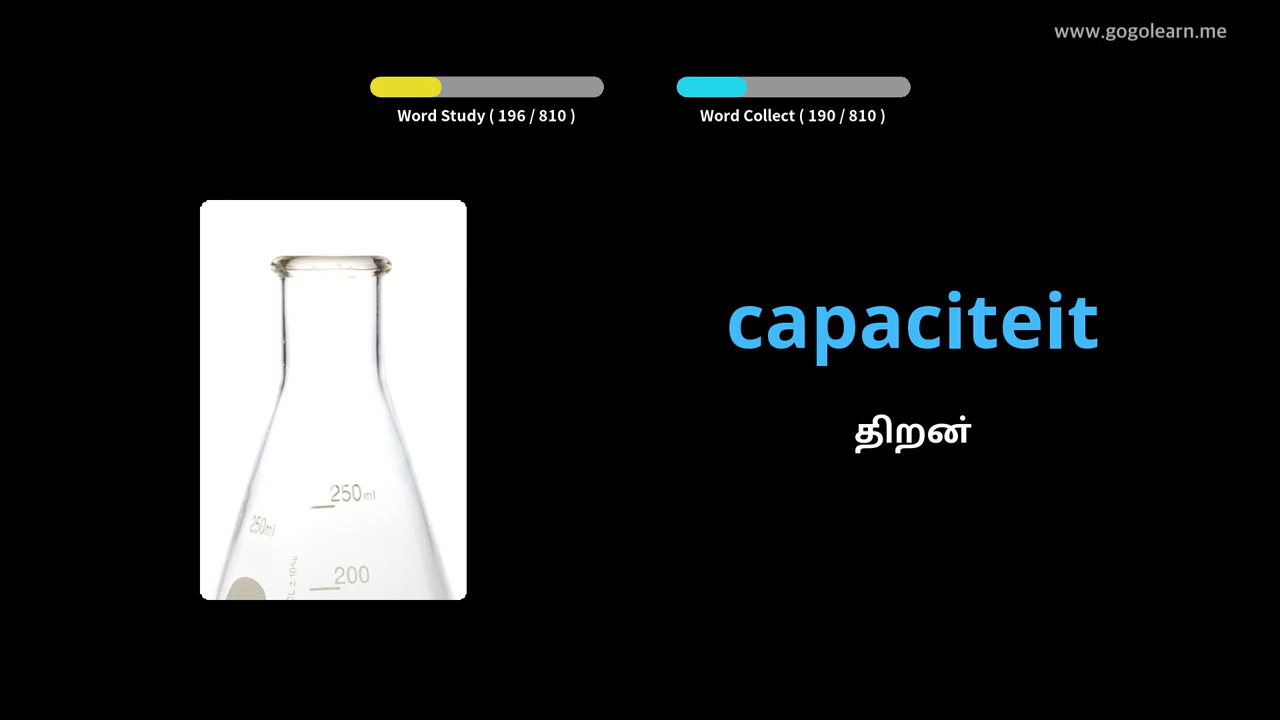 www.gogolearn.me
Word Study ( 196 / 810 )
Word Collect ( 190 / 810 )
capaciteit
திறன்
250ml
250ml
200